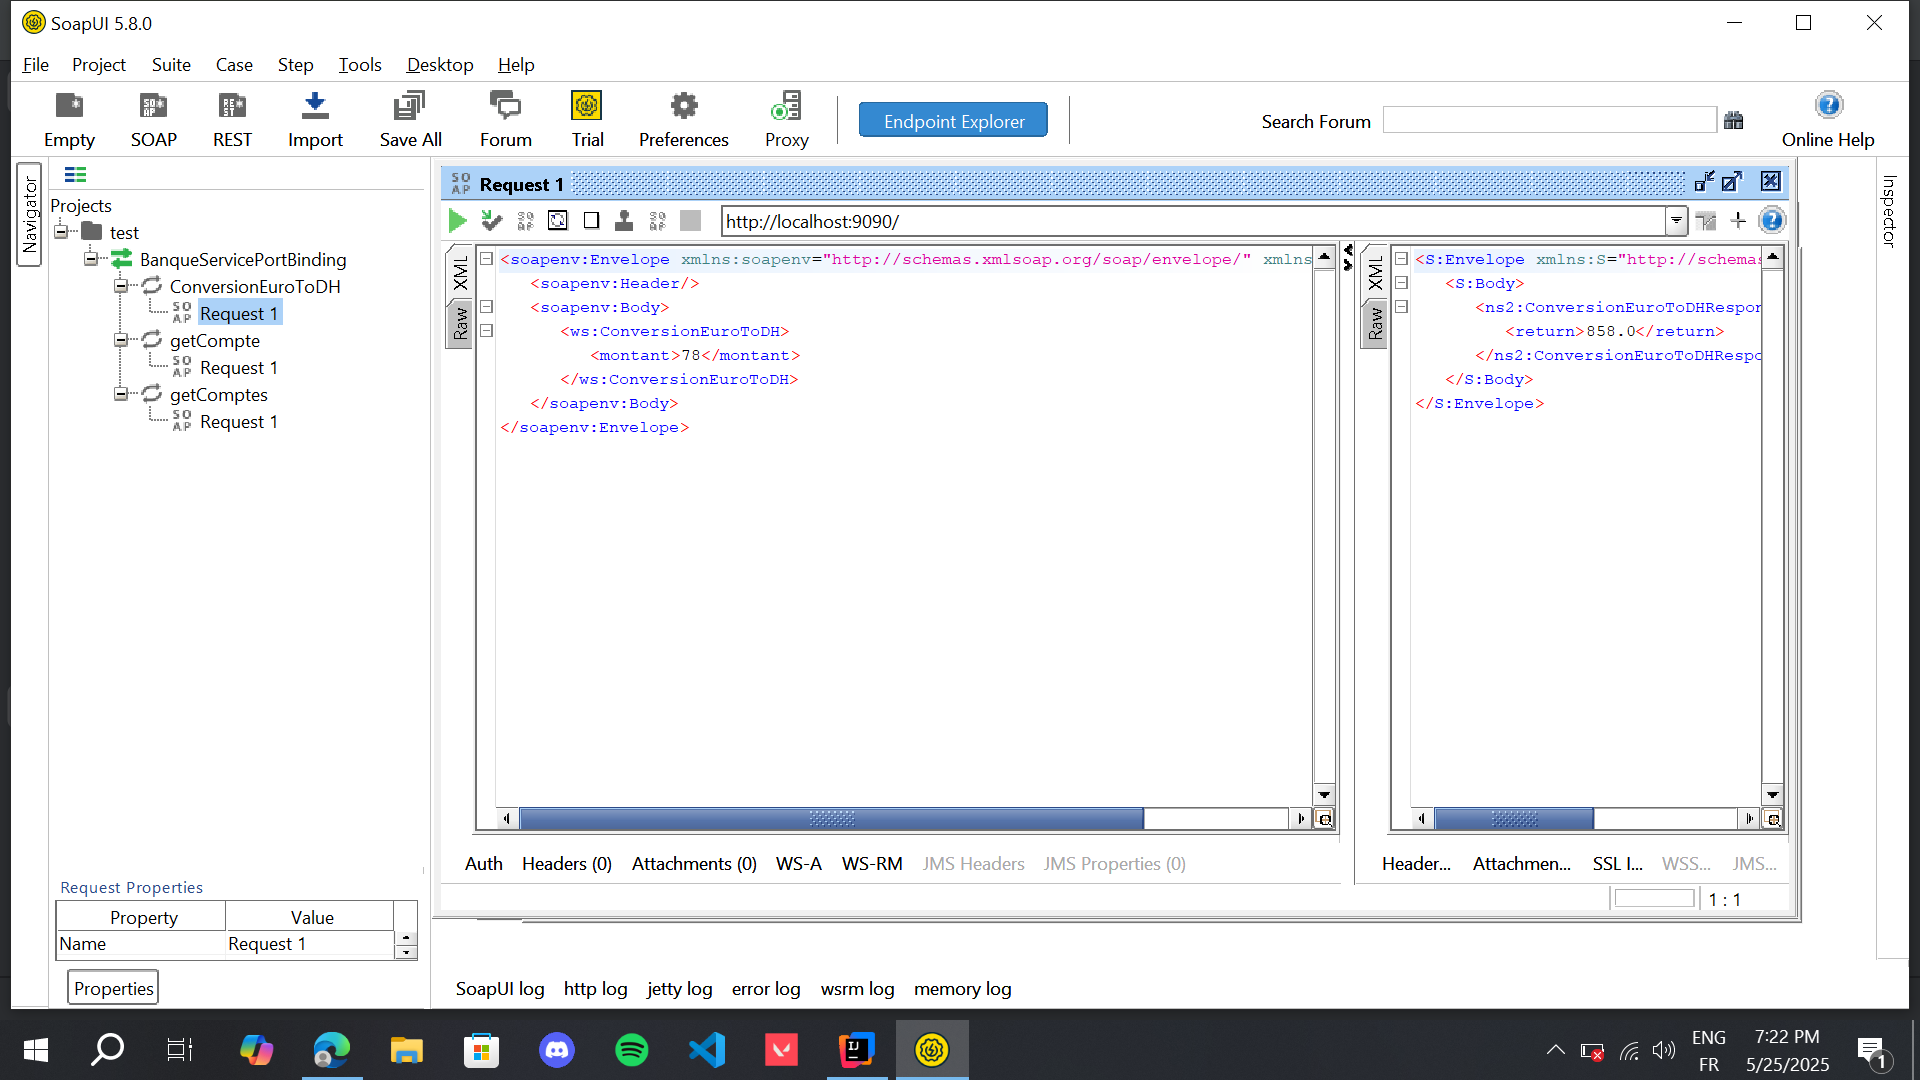 SoapUI 5.8.0
File Project Suite Case Step Tools Desktop Help
Empty SOAP REST Import Save All Forum Trial Preferences Proxy Endpoint Explorer Search Forum Online Help
Navigator
Projects
test
BanqueServicePortBinding
ConversionEuroToDH
Request 1
getCompte
Request 1
getComptes
Request 1
Request Properties
Property Value
Name Request 1
Properties
SOAP Request 1
http://localhost:9090/
XML
Raw
<soapenv:Envelope xmlns:soapenv="http://schemas.xmlsoap.org/soap/envelope/" xmlns
<soapenv:Header/>
<soapenv:Body>
<ws:ConversionEuroToDH>
<montant>78</montant>
</ws:ConversionEuroToDH>
</soapenv:Body>
</soapenv:Envelope>
XML
Raw
<S:Envelope xmlns:S="http://schemas
<S:Body>
<ns2:ConversionEuroToDHRespon
<return>858.0</return>
</ns2:ConversionEuroToDHRespo
</S:Body>
</S:Envelope>
Auth Headers (0) Attachments (0) WS-A WS-RM JMS Headers JMS Properties (0)
Header... Attachmen... SSL I... WSS... JMS...
1 : 1
Inspector
SoapUI log http log jetty log error log wsrm log memory log
ENG
FR
7:22 PM
5/25/2025
1